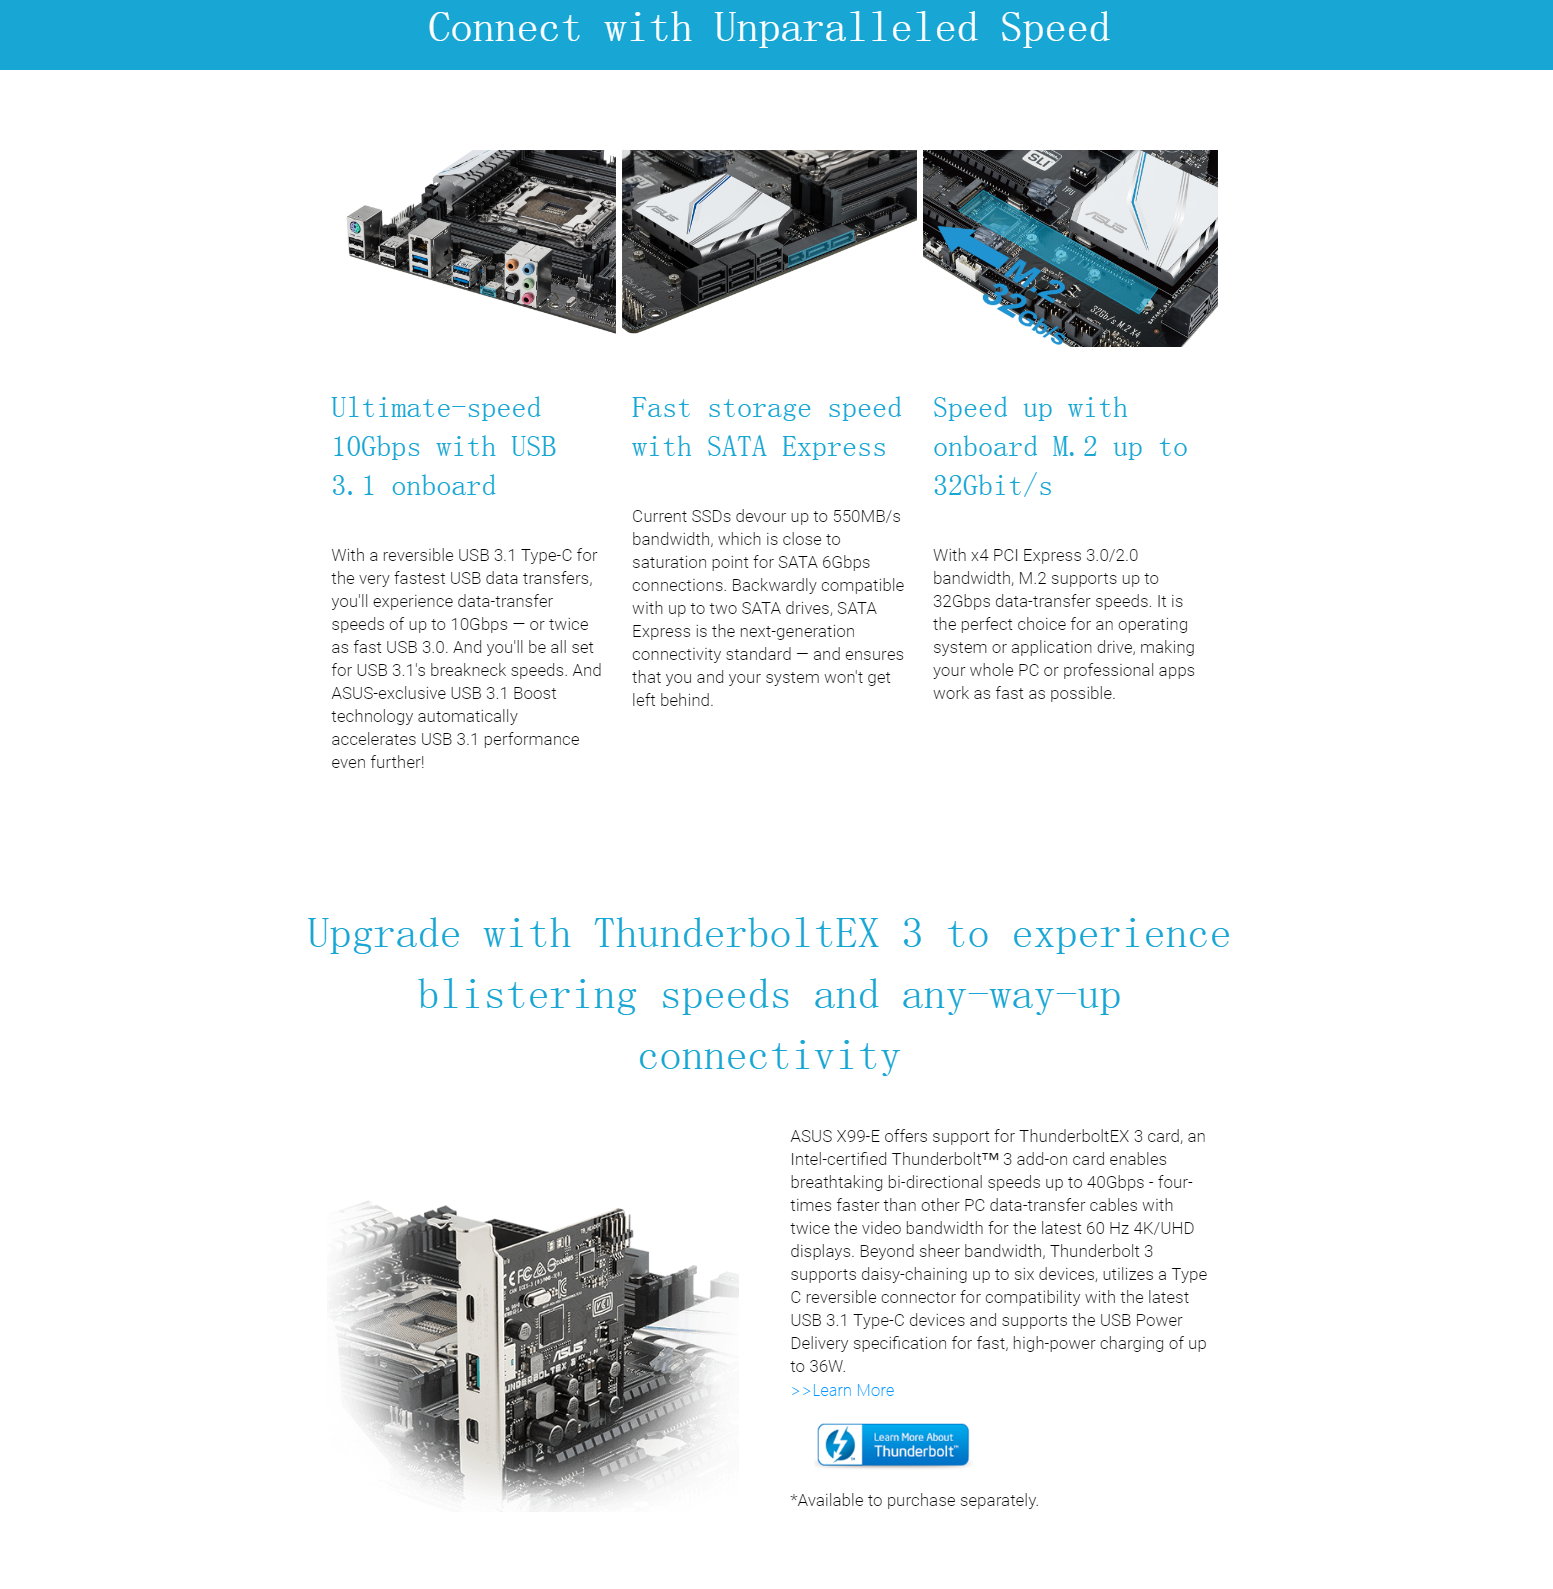 Connect with Unparalleled Speed
SLI
TPU
/ISUS
M.2
32Gb/s
32Gb/s M.2 X4
Ultimate-speed
10Gbps with USB
3.1 onboard
With a reversible USB 3.1 Type-C for
the very fastest USB data transfers,
you'll experience data-transfer
speeds of up to 10Gbps — or twice
as fast USB 3.0. And you'll be all set
for USB 3.1's breakneck speeds. And
ASUS-exclusive USB 3.1 Boost
technology automatically
accelerates USB 3.1 performance
even further!
Fast storage speed
with SATA Express
Current SSDs devour up to 550MB/s
bandwidth, which is close to
saturation point for SATA 6Gbps
connections. Backwardly compatible
with up to two SATA drives, SATA
Express is the next-generation
connectivity standard — and ensures
that you and your system won't get
left behind.
Speed up with
onboard M.2 up to
32Gbit/s
With x4 PCI Express 3.0/2.0
bandwidth, M.2 supports up to
32Gbps data-transfer speeds. It is
the perfect choice for an operating
system or application drive, making
your whole PC or professional apps
work as fast as possible.
Upgrade with ThunderboltEX 3 to experience
blistering speeds and any-way-up
connectivity
ASUS
UNDERBOLTEX 3
ASUS X99-E offers support for ThunderboltEX 3 card, an
Intel-certified Thunderbolt™ 3 add-on card enables
breathtaking bi-directional speeds up to 40Gbps - four-
times faster than other PC data-transfer cables with
twice the video bandwidth for the latest 60 Hz 4K/UHD
displays. Beyond sheer bandwidth, Thunderbolt 3
supports daisy-chaining up to six devices, utilizes a Type
C reversible connector for compatibility with the latest
USB 3.1 Type-C devices and supports the USB Power
Delivery specification for fast, high-power charging of up
to 36W.
>>Learn More
Learn More About
Thunderbolt™
*Available to purchase separately.